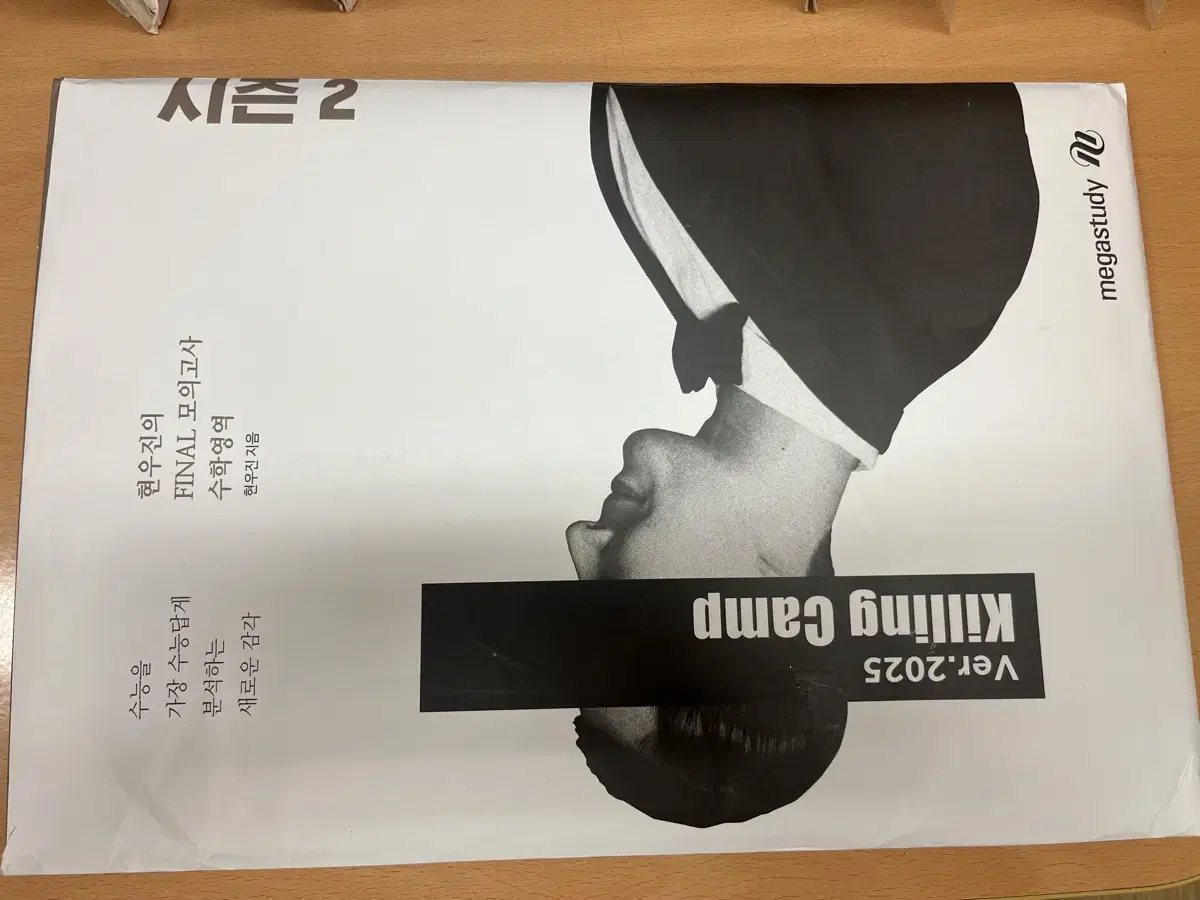 시즌 2
megastudy
현우진의
FINAL 모의고사
수학영역
현우진 지음
수능을
가장 수능답게
분석하는
새로운 감각
Ver.2025
Killing Camp